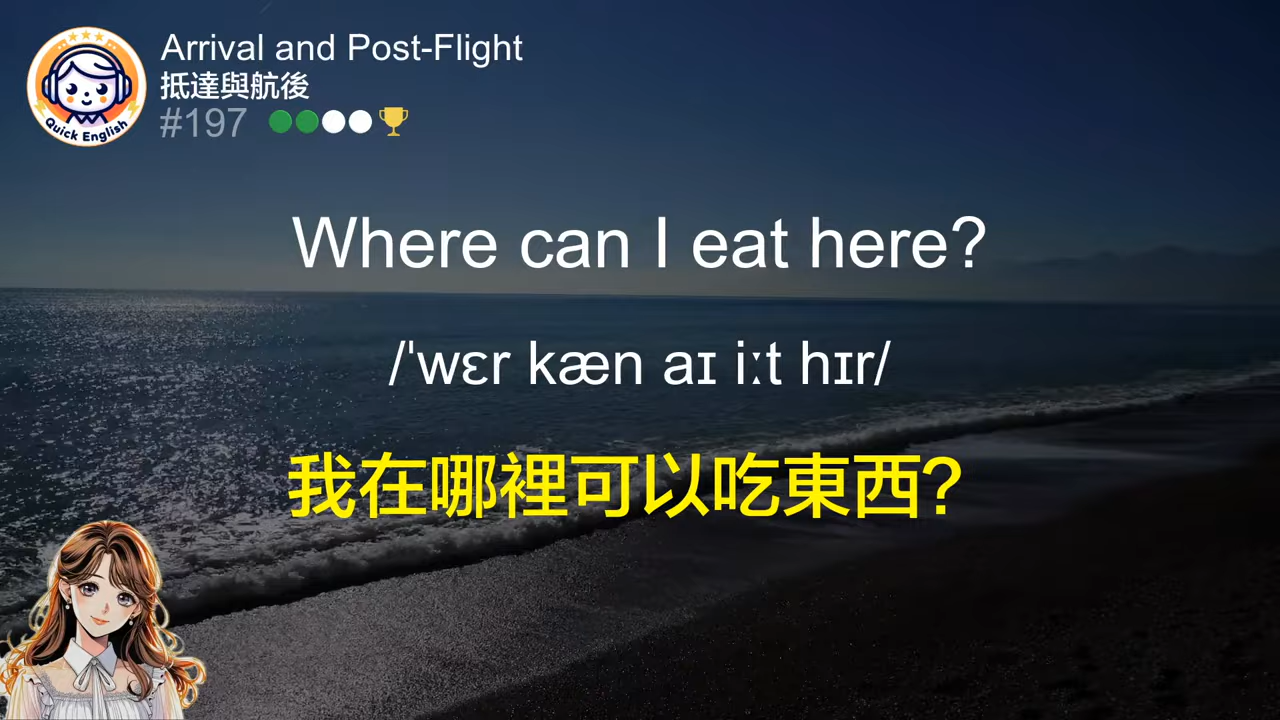 Arrival and Post-Flight
抵達與航後
#197
Quick English
Where can I eat here?
/ˈwɛr kæn aɪ iːt hɪr/
我在哪裡可以吃東西?